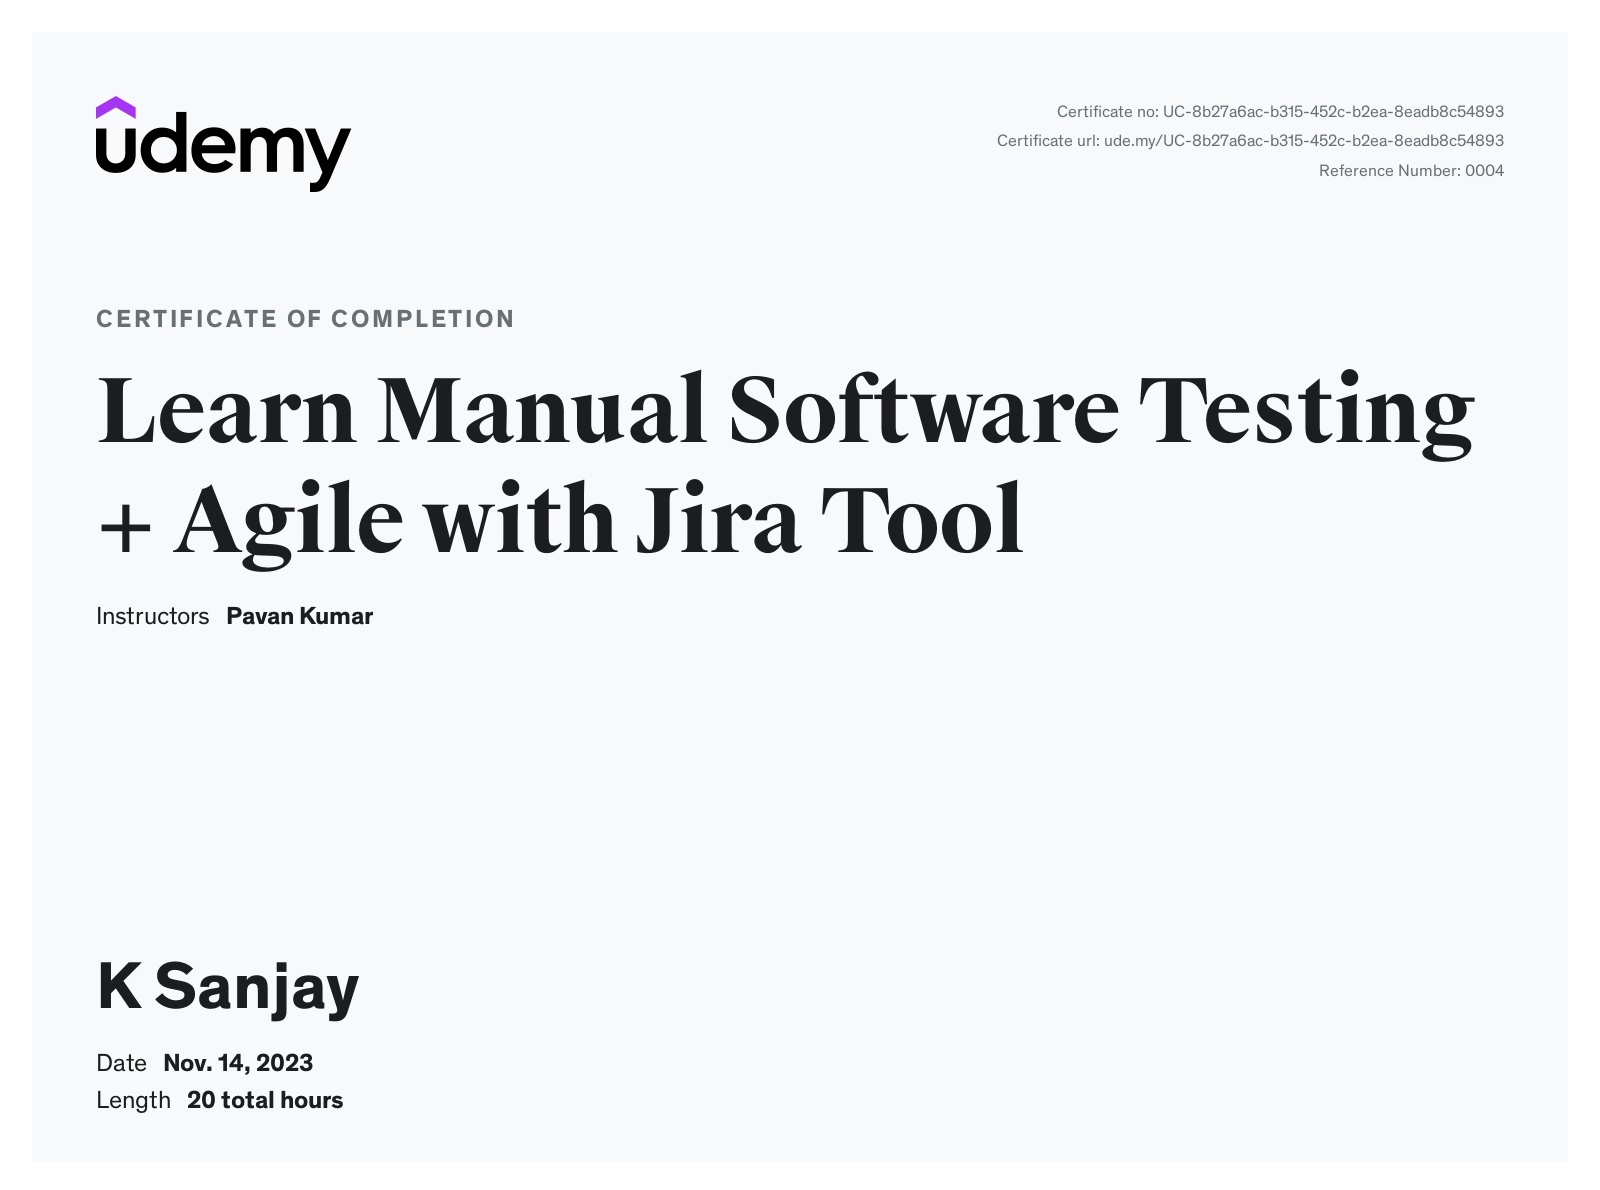 udemy
Certificate no: UC-8b27a6ac-b315-452c-b2ea-8eadb8c54893
Certificate url: ude.my/UC-8b27a6ac-b315-452c-b2ea-8eadb8c54893
Reference Number: 0004
CERTIFICATE OF COMPLETION
Learn Manual Software Testing
+ Agile with Jira Tool
Instructors Pavan Kumar
K Sanjay
Date Nov. 14, 2023
Length 20 total hours